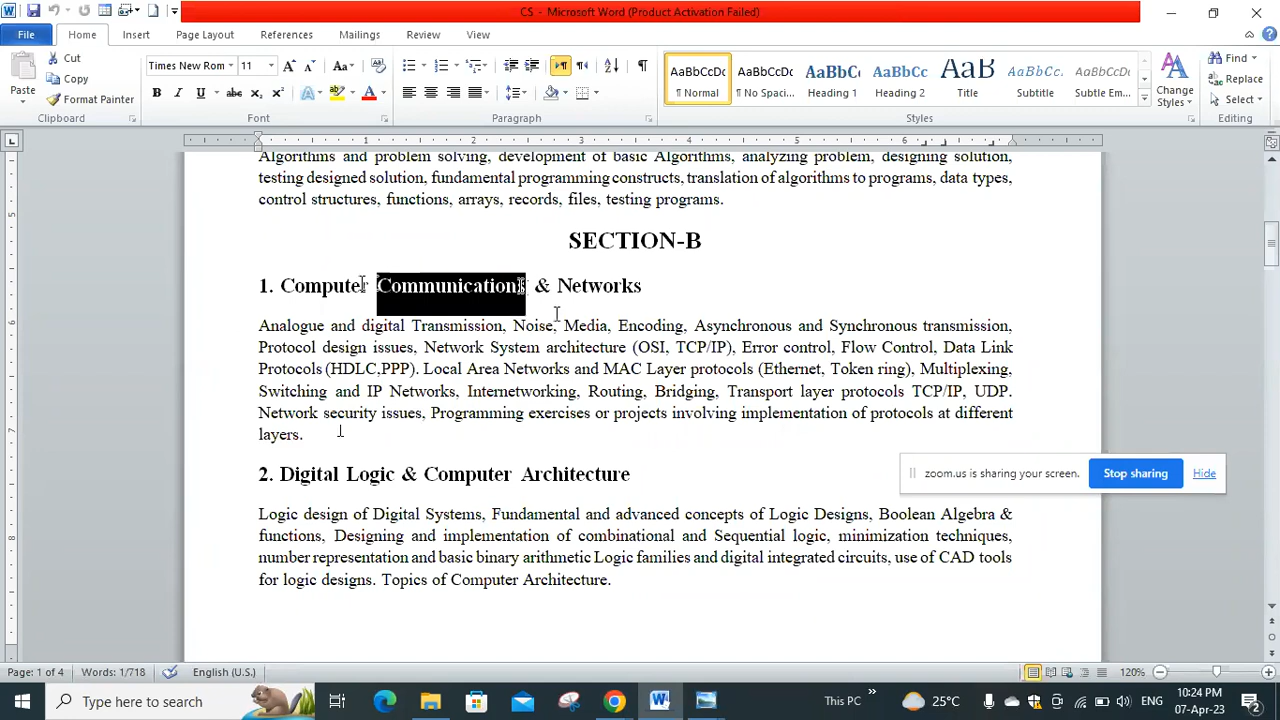 CS - Microsoft Word (Product Activation Failed)
File Home Insert Page Layout References Mailings Review View
Paste Cut Copy Format Painter
Clipboard
Times New Rom 11
Font
Paragraph
AaBbCcDc ¶ Normal
AaBbCcDc ¶ No Spaci...
AaBbC Heading 1
AaBbCc Heading 2
AaB Title
AaBbCc. Subtitle
AaBbCcDc Subtle Em...
Change Styles
Styles
Find
Replace
Select
Editing
1 2 3 4 5 6 7
5
6
7
8
Algorithms and problem solving, development of basic Algorithms, analyzing problem, designing solution,
testing designed solution, fundamental programming constructs, translation of algorithms to programs, data types,
control structures, functions, arrays, records, files, testing programs.
SECTION-B
1. Computer Communications & Networks
Analogue and digital Transmission, Noise, Media, Encoding, Asynchronous and Synchronous transmission,
Protocol design issues, Network System architecture (OSI, TCP/IP), Error control, Flow Control, Data Link
Protocols (HDLC,PPP). Local Area Networks and MAC Layer protocols (Ethernet, Token ring), Multiplexing,
Switching and IP Networks, Internetworking, Routing, Bridging, Transport layer protocols TCP/IP, UDP.
Network security issues, Programming exercises or projects involving implementation of protocols at different
layers.
2. Digital Logic & Computer Architecture
zoom.us is sharing your screen. Stop sharing Hide
Logic design of Digital Systems, Fundamental and advanced concepts of Logic Designs, Boolean Algebra &
functions, Designing and implementation of combinational and Sequential logic, minimization techniques,
number representation and basic binary arithmetic Logic families and digital integrated circuits, use of CAD tools
for logic designs. Topics of Computer Architecture.
Page: 1 of 4 Words: 1/718 English (U.S.) 120%
Type here to search
This PC
25°C
ENG
10:24 PM
07-Apr-23
2